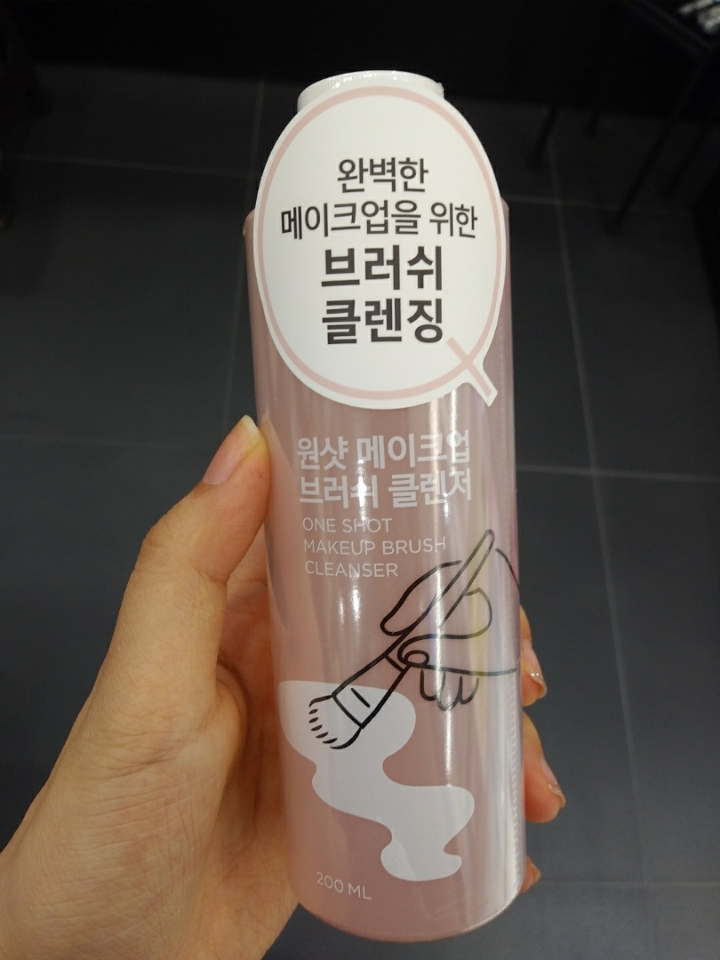 완벽한
메이크업을 위한
브러쉬
클렌징
원샷 메이크업
브러쉬 클렌저
ONE SHOT
MAKEUP BRUSH
CLEANSER
200 ML